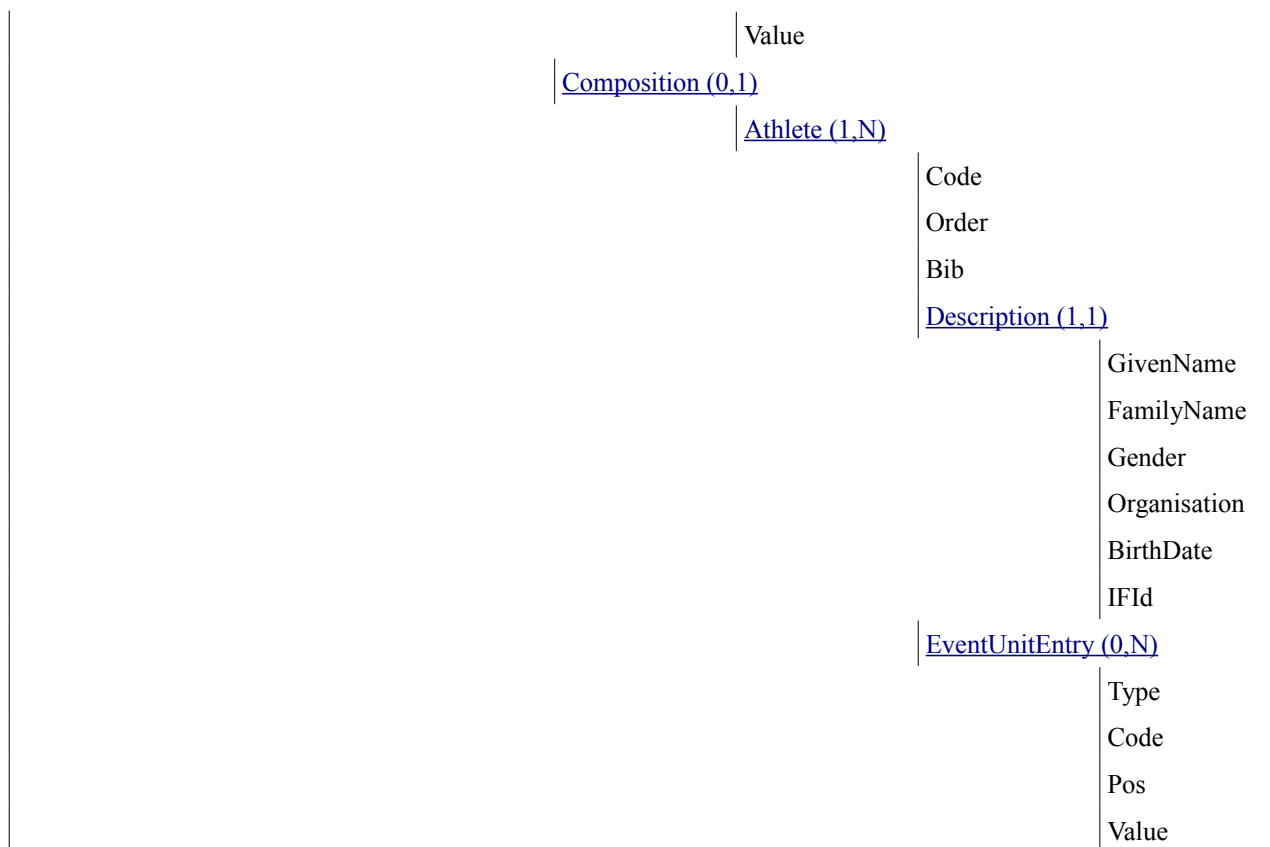 Value
Composition (0,1)
Athlete (1,N)
Code
Order
Bib
Description (1,1)
GivenName
FamilyName
Gender
Organisation
BirthDate
IFId
EventUnitEntry (0,N)
Type
Code
Pos
Value